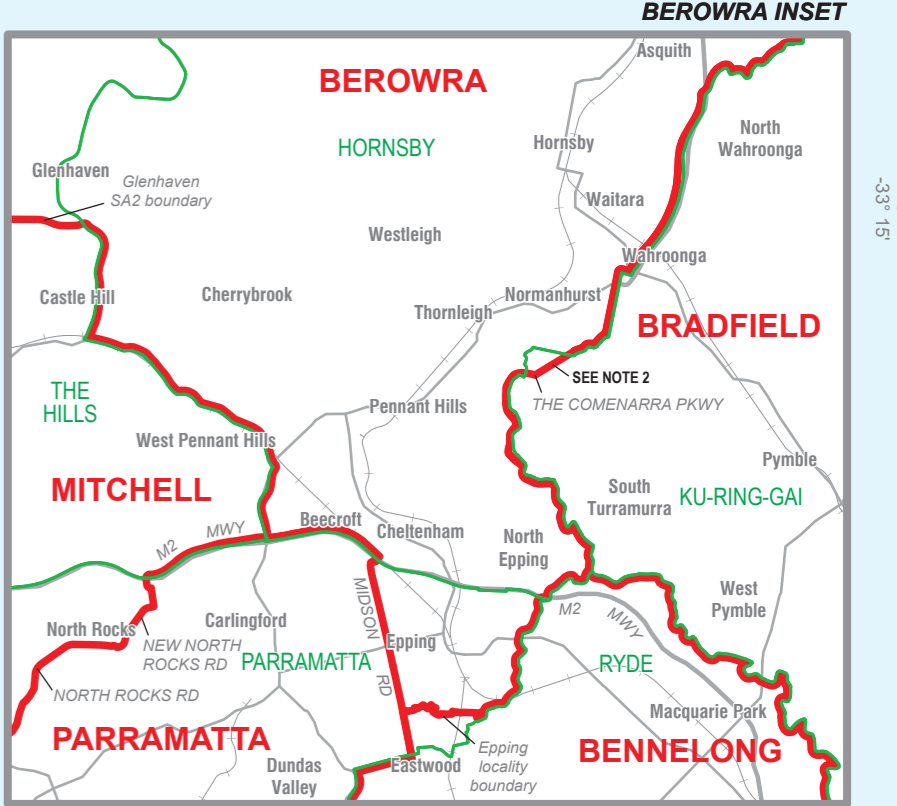 BEROWRA INSET
Asquith
BEROWRA
North
Wahroonga
HORNSBY
Hornsby
Glenhaven
Glenhaven
SA2 boundary
-33° 15'
Waitara
Westleigh
Wahroonga
Castle Hill
Cherrybrook
Normanhurst
Thornleigh
BRADFIELD
SEE NOTE 2
THE COMENARRA PKWY
THE
HILLS
Pennant Hills
West Pennant Hills
Pymble
MITCHELL
South
Turramurra
KU-RING-GAI
Beecroft
M2
MWY
Cheltenham
North
Epping
West
Pymble
MIDSON
RD
M2
MWY
Carlingford
North Rocks
NEW NORTH
ROCKS RD
Epping
PARRAMATTA
RYDE
NORTH ROCKS RD
Macquarie Park
PARRAMATTA
BENNELONG
Epping
locality
boundary
Dundas
Valley
Eastwood